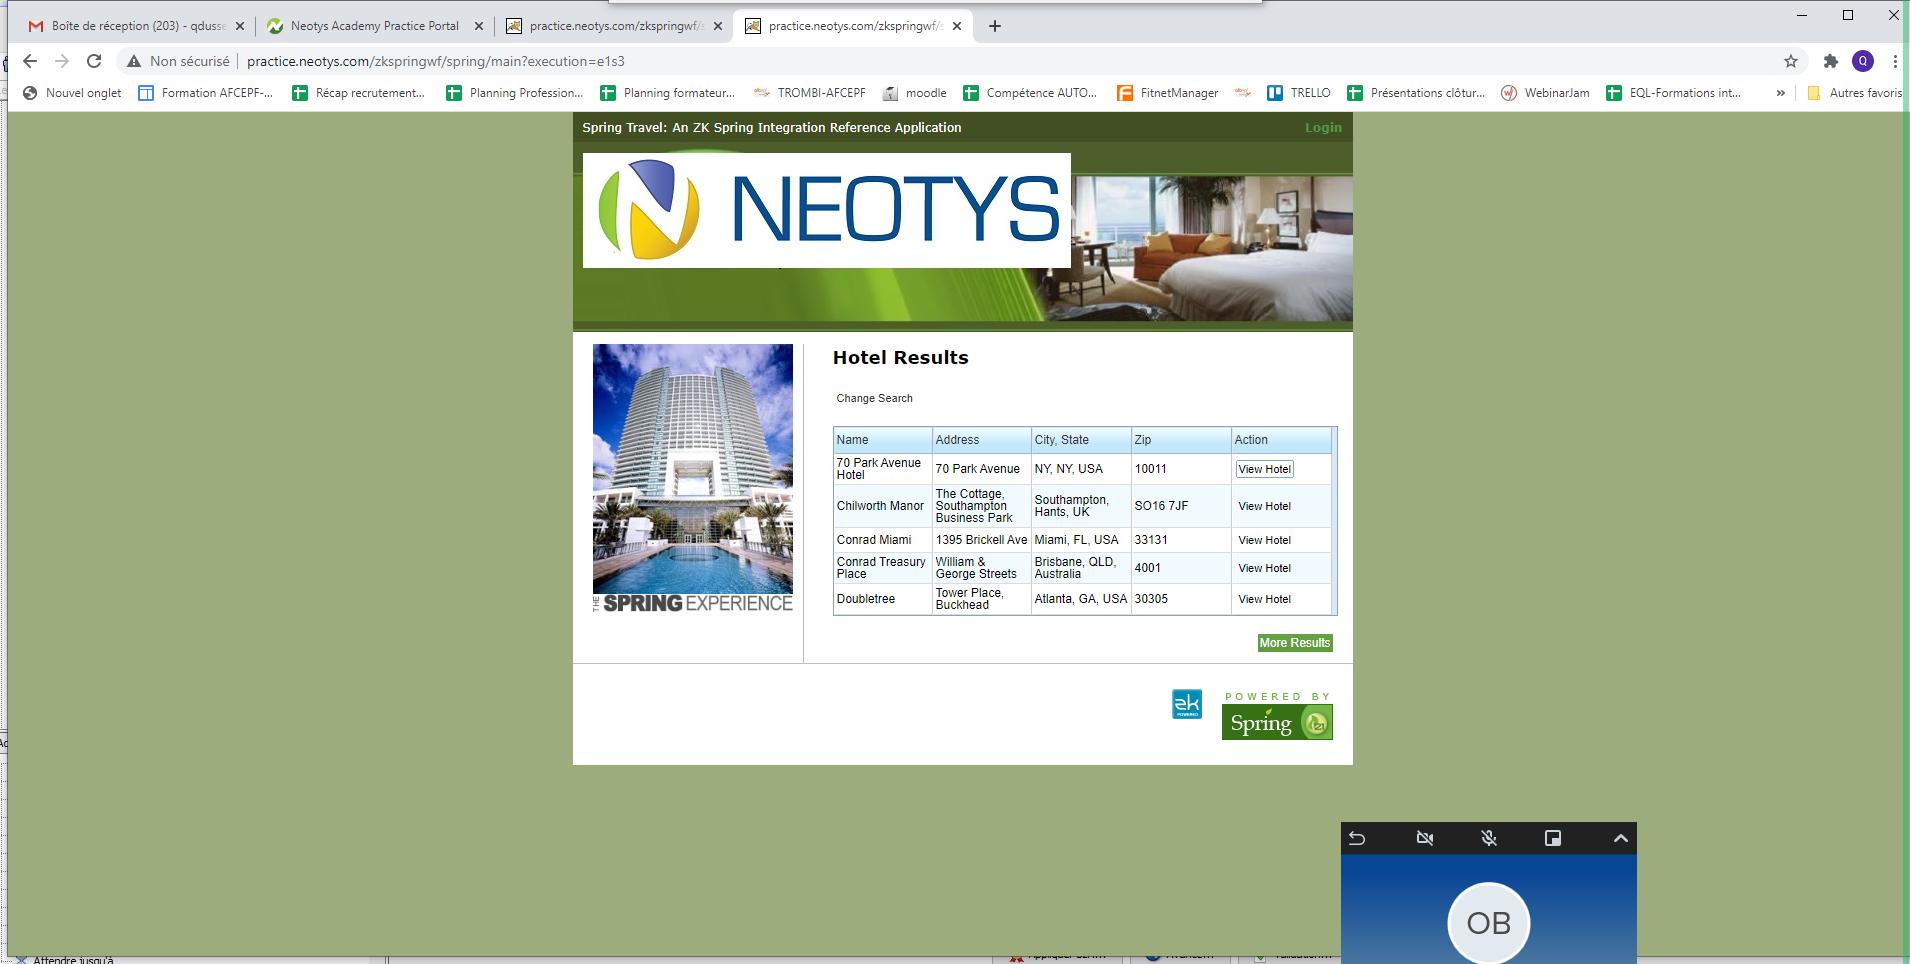 Boîte de réception (203) - qdusse
Neotys Academy Practice Portal
practice.neotys.com/zkspringwf/s
practice.neotys.com/zkspringwf/s
Non sécurisé
practice.neotys.com/zkspringwf/spring/main?execution=e1s3
Q
Nouvel onglet
Formation AFCEPF-...
Récap recrutement...
Planning Profession...
Planning formateur...
TROMBI-AFCEPF
moodle
Compétence AUTO...
FitnetManager
TRELLO
Présentations clôtur...
WebinarJam
EQL-Formations int...
»
Autres favoris
Spring Travel: An ZK Spring Integration Reference Application
Login
NEOTYS
Hotel Results
Change Search
Name Address City, State Zip Action
70 Park Avenue Hotel 70 Park Avenue NY, NY, USA 10011 View Hotel
Chilworth Manor The Cottage, Southampton Business Park Southampton, Hants, UK SO16 7JF View Hotel
Conrad Miami 1395 Brickell Ave Miami, FL, USA 33131 View Hotel
Conrad Treasury Place William & George Streets Brisbane, QLD, Australia 4001 View Hotel
Doubletree Tower Place, Buckhead Atlanta, GA, USA 30305 View Hotel
THE SPRING EXPERIENCE
More Results
zk POWERED
POWERED BY
Spring
OB
Attendre jusqu'à